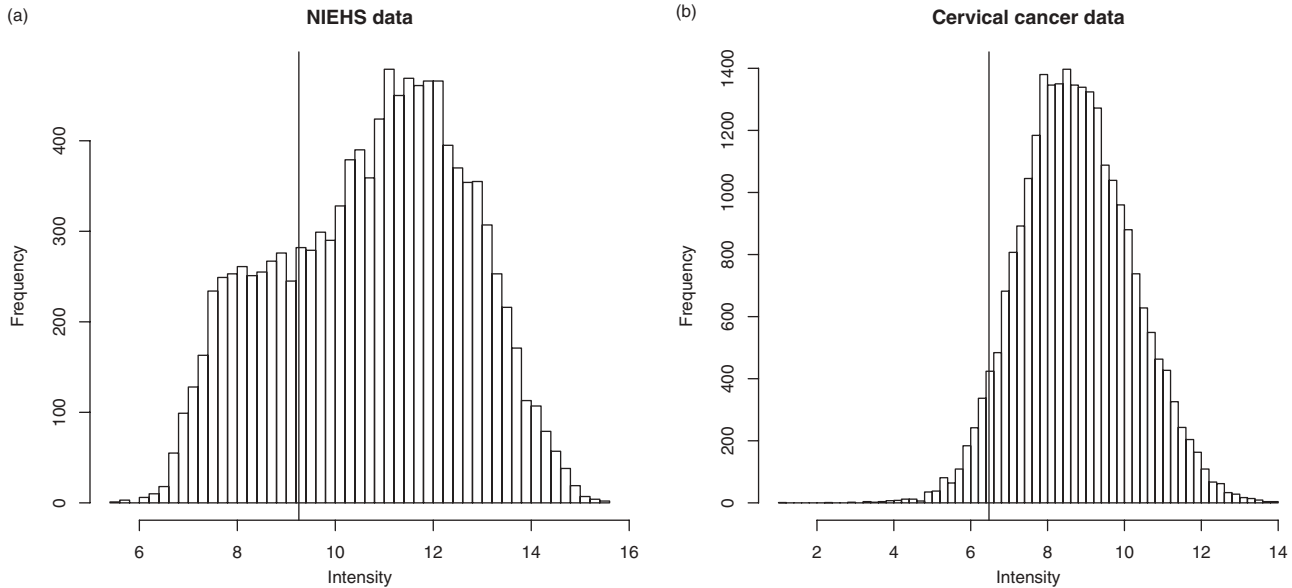 (a)
NIEHS data
Frequency
0
100
200
300
400
6 8 10 12 14 16
Intensity
(b)
Cervical cancer data
Frequency
0
200
400
600
800
1000
1200
1400
2 4 6 8 10 12 14
Intensity